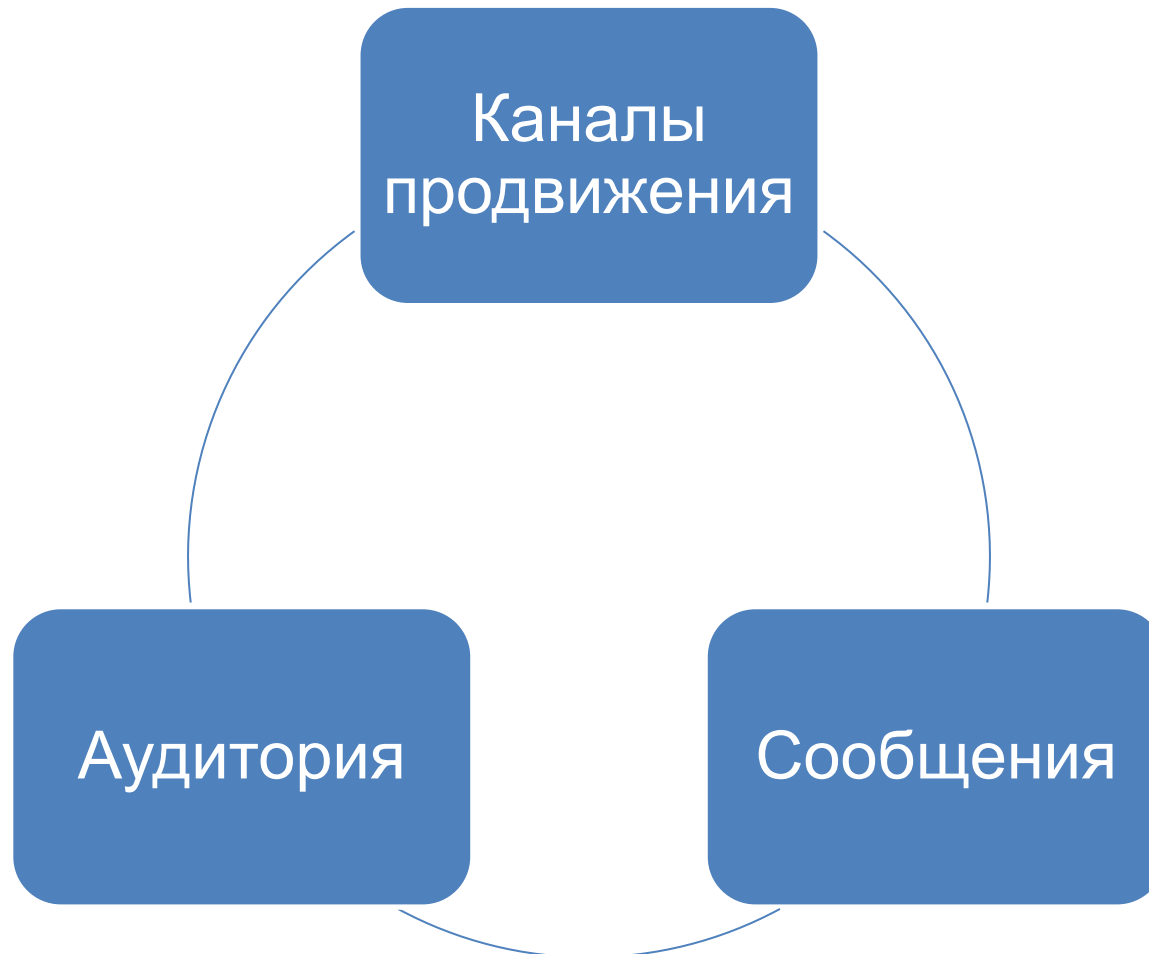 Каналы
продвижения
Аудитория
Сообщения